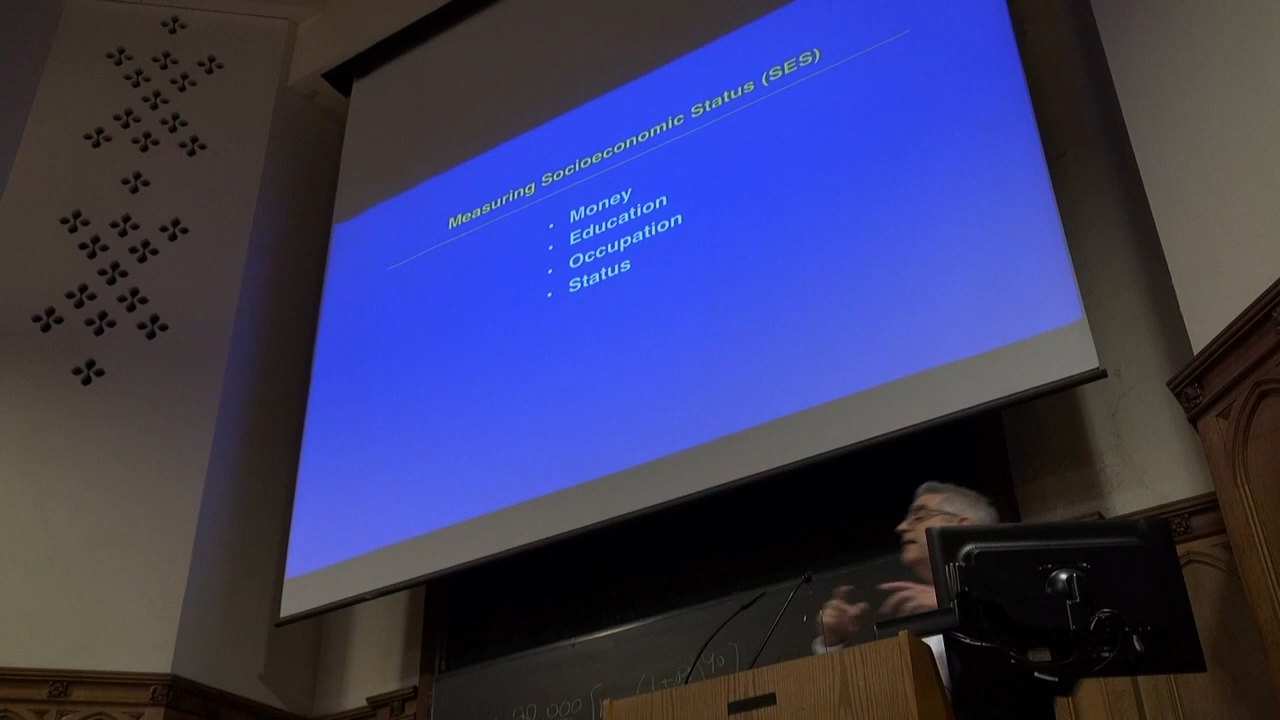 Measuring Socioeconomic Status (SES)
• Money
• Education
• Occupation
• Status